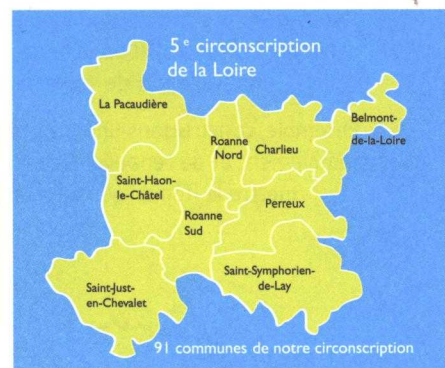 5e circonscription
de la Loire
La Pacaudière
Belmont-
de-la-Loire
Roanne
Nord
Charlieu
Saint-Haon-
le-Châtel
Perreux
Roanne
Sud
Saint-Symphorien-
de-Lay
Saint-Just-
en-Chevalet
91 communes de notre circonscription